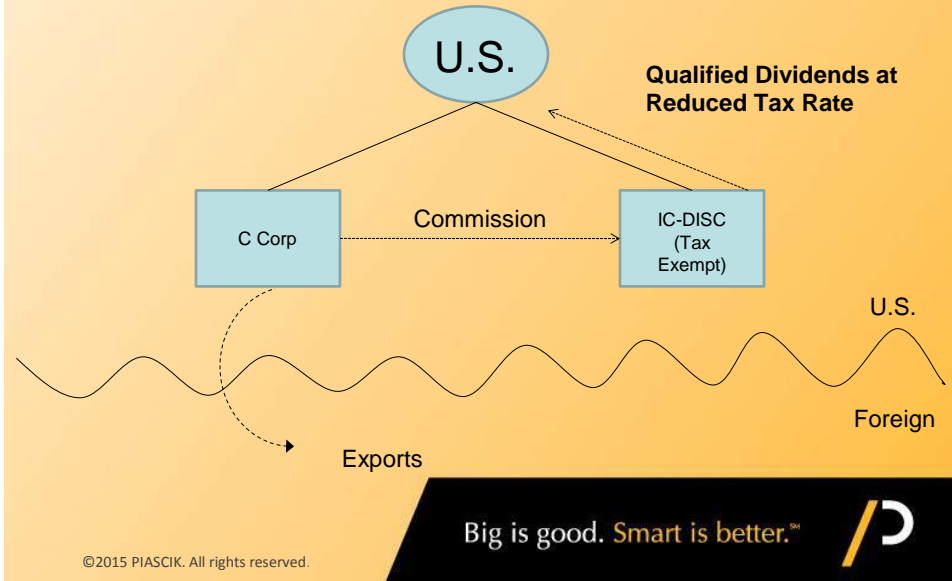 U.S.
Qualified Dividends at
Reduced Tax Rate
C Corp
Commission
IC-DISC
(Tax
Exempt)
U.S.
Foreign
Exports
Big is good. Smart is better.℠
©2015 PIASCIK. All rights reserved.